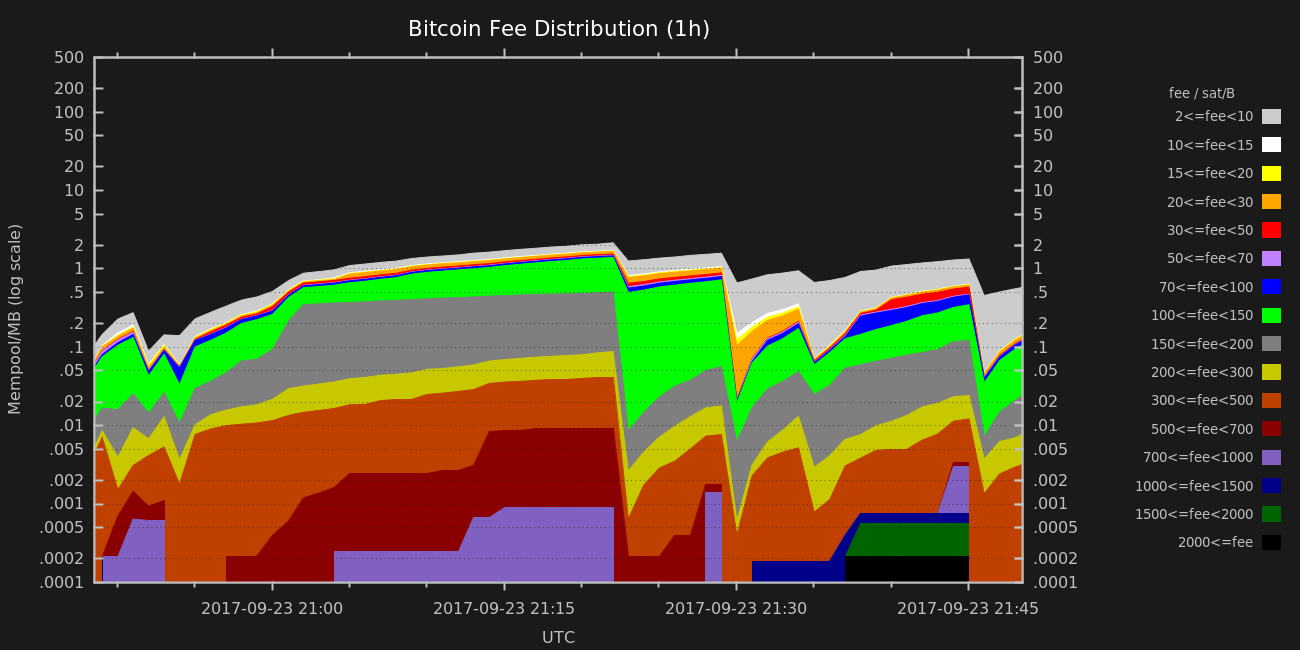 Bitcoin Fee Distribution (1h)
Mempool/MB (log scale)
500
200
100
50
20
10
5
2
1
.5
.2
.1
.05
.02
.01
.005
.002
.001
.0005
.0002
.0001
500
200
100
50
20
10
5
2
1
.5
.2
.1
.05
.02
.01
.005
.002
.001
.0005
.0002
.0001
2017-09-23 21:00 2017-09-23 21:15 2017-09-23 21:30 2017-09-23 21:45
UTC
fee / sat/B
2<=fee<10
10<=fee<15
15<=fee<20
20<=fee<30
30<=fee<50
50<=fee<70
70<=fee<100
100<=fee<150
150<=fee<200
200<=fee<300
300<=fee<500
500<=fee<700
700<=fee<1000
1000<=fee<1500
1500<=fee<2000
2000<=fee